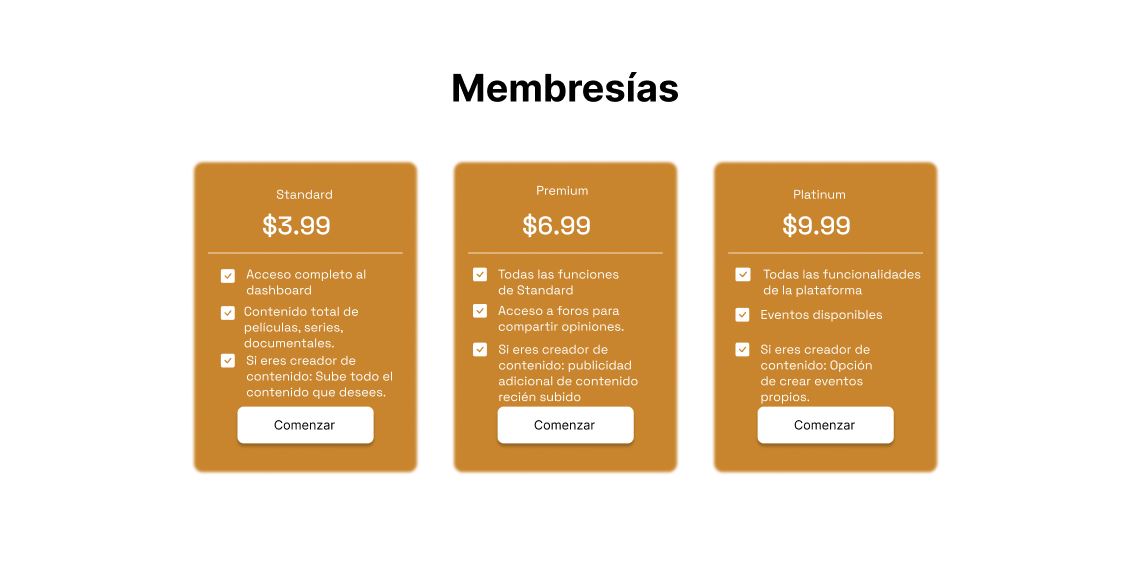 Membresías
Standard
$3.99
Acceso completo al
dashboard
Contenido total de
películas, series,
documentales.
Si eres creador de
contenido: Sube todo el
contenido que desees.
Comenzar
Premium
$6.99
Todas las funciones
de Standard
Acceso a foros para
compartir opiniones.
Si eres creador de
contenido: publicidad
adicional de contenido
recién subido
Comenzar
Platinum
$9.99
Todas las funcionalidades
de la plataforma
Eventos disponibles
Si eres creador de
contenido: Opción
de crear eventos
propios.
Comenzar